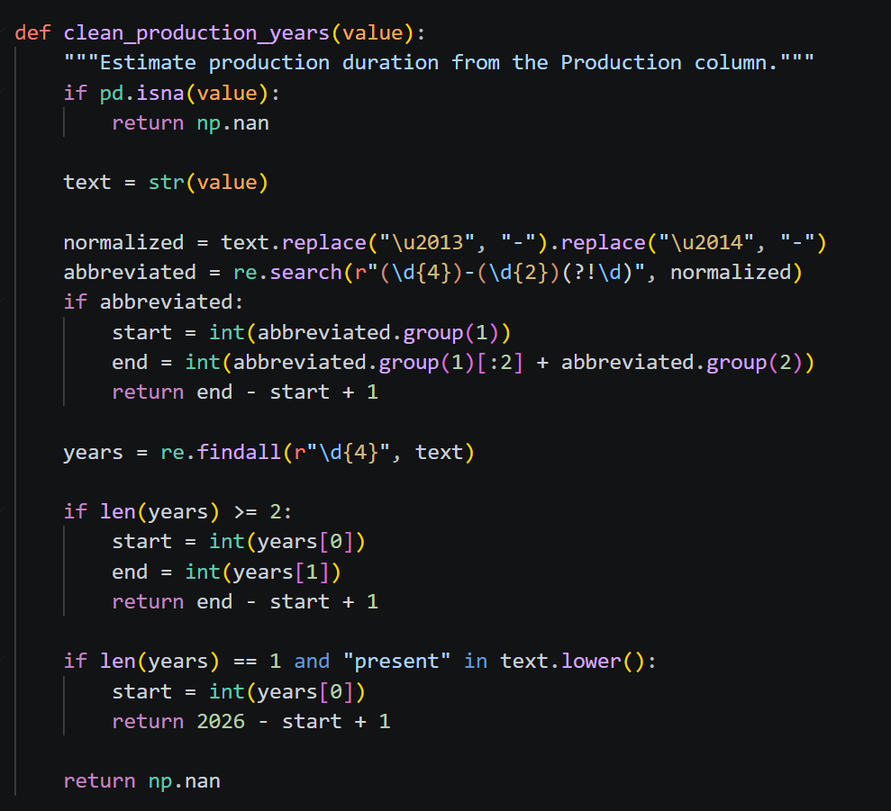 def clean_production_years(value):
    """Estimate production duration from the Production column."""
    if pd.isna(value):
        return np.nan

    text = str(value)

    normalized = text.replace("\u2013", "-").replace("\u2014", "-")
    abbreviated = re.search(r"(\d{4})-(\d{2})(?!\d)", normalized)
    if abbreviated:
        start = int(abbreviated.group(1))
        end = int(abbreviated.group(1)[:2] + abbreviated.group(2))
        return end - start + 1

    years = re.findall(r"\d{4}", text)

    if len(years) >= 2:
        start = int(years[0])
        end = int(years[1])
        return end - start + 1

    if len(years) == 1 and "present" in text.lower():
        start = int(years[0])
        return 2026 - start + 1

    return np.nan